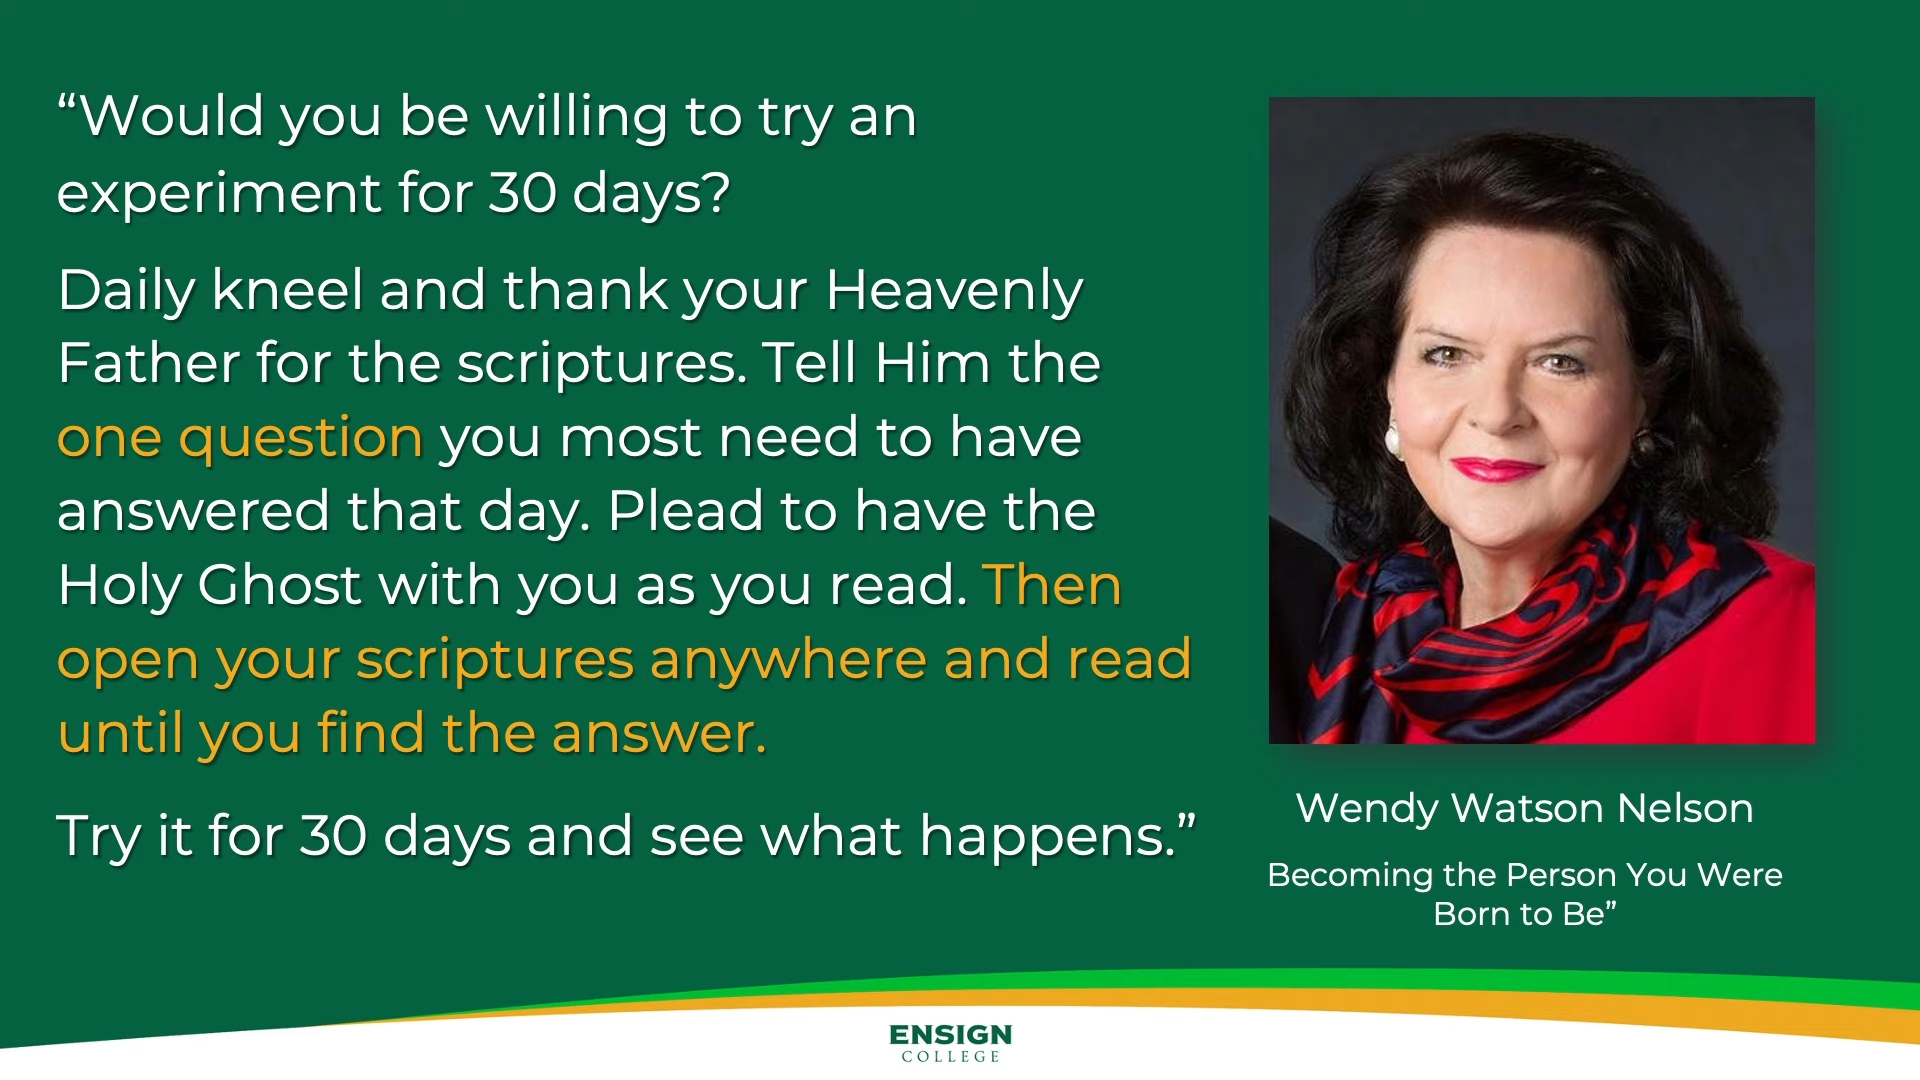 “Would you be willing to try an
experiment for 30 days?
Daily kneel and thank your Heavenly
Father for the scriptures. Tell Him the
one question you most need to have
answered that day. Plead to have the
Holy Ghost with you as you read. Then
open your scriptures anywhere and read
until you find the answer.
Try it for 30 days and see what happens.”
Wendy Watson Nelson
Becoming the Person You Were
Born to Be”
ENSIGN
COLLEGE